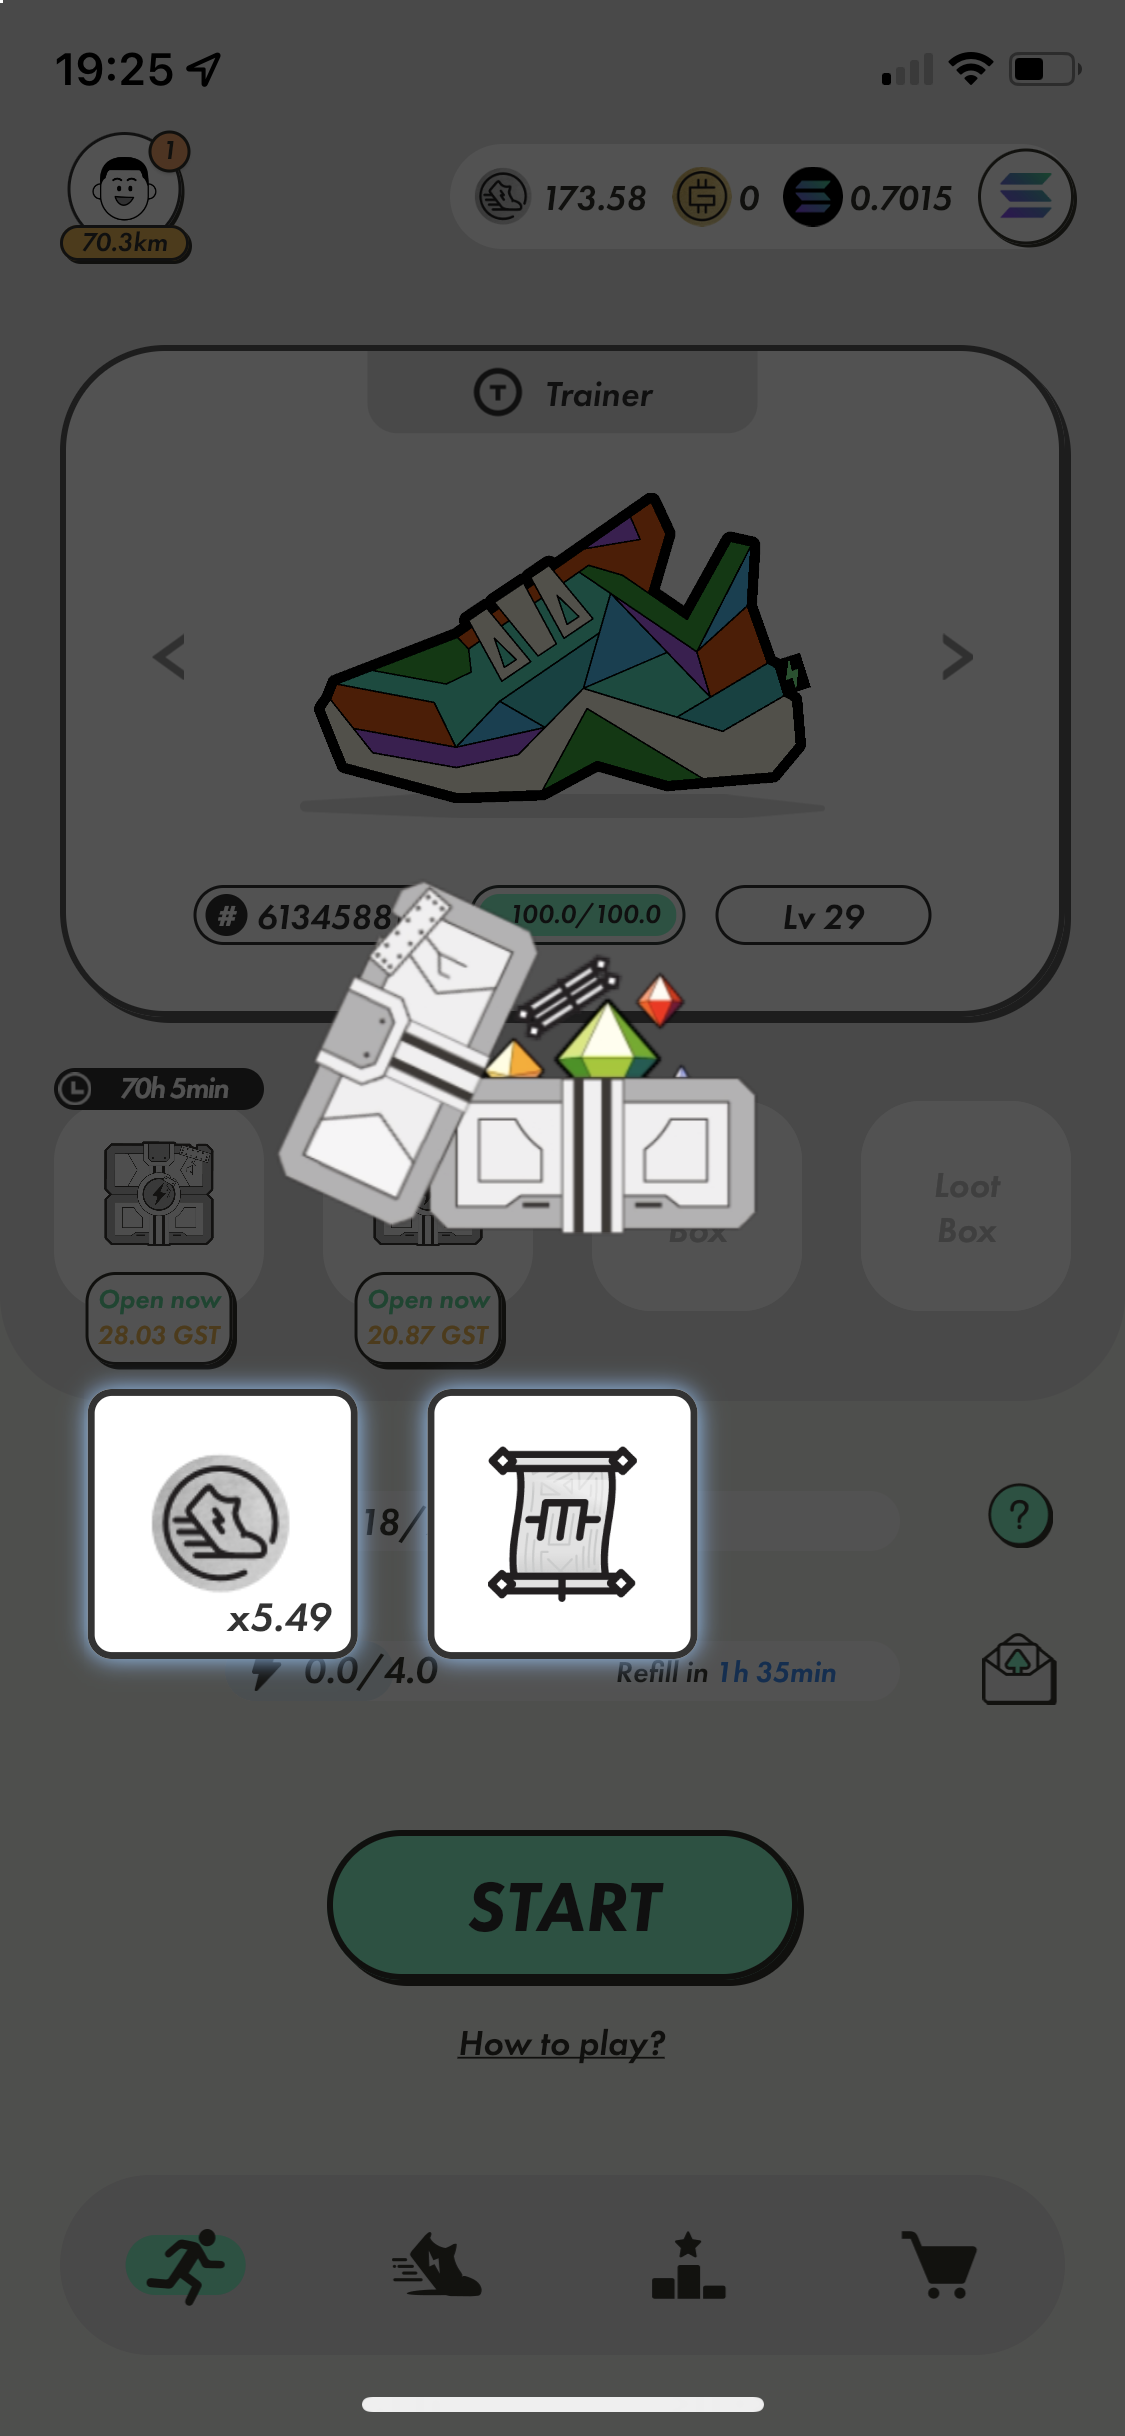 19:25
1
70.3km
173.58
0
0.7015
T Trainer
<
>
# 6134588
100.0/100.0
Lv 29
70h 5min
Box
Loot
Box
Open now
28.03 GST
Open now
20.87 GST
18/
?
x5.49
0.0/4.0
Refill in 1h 35min
START
How to play?